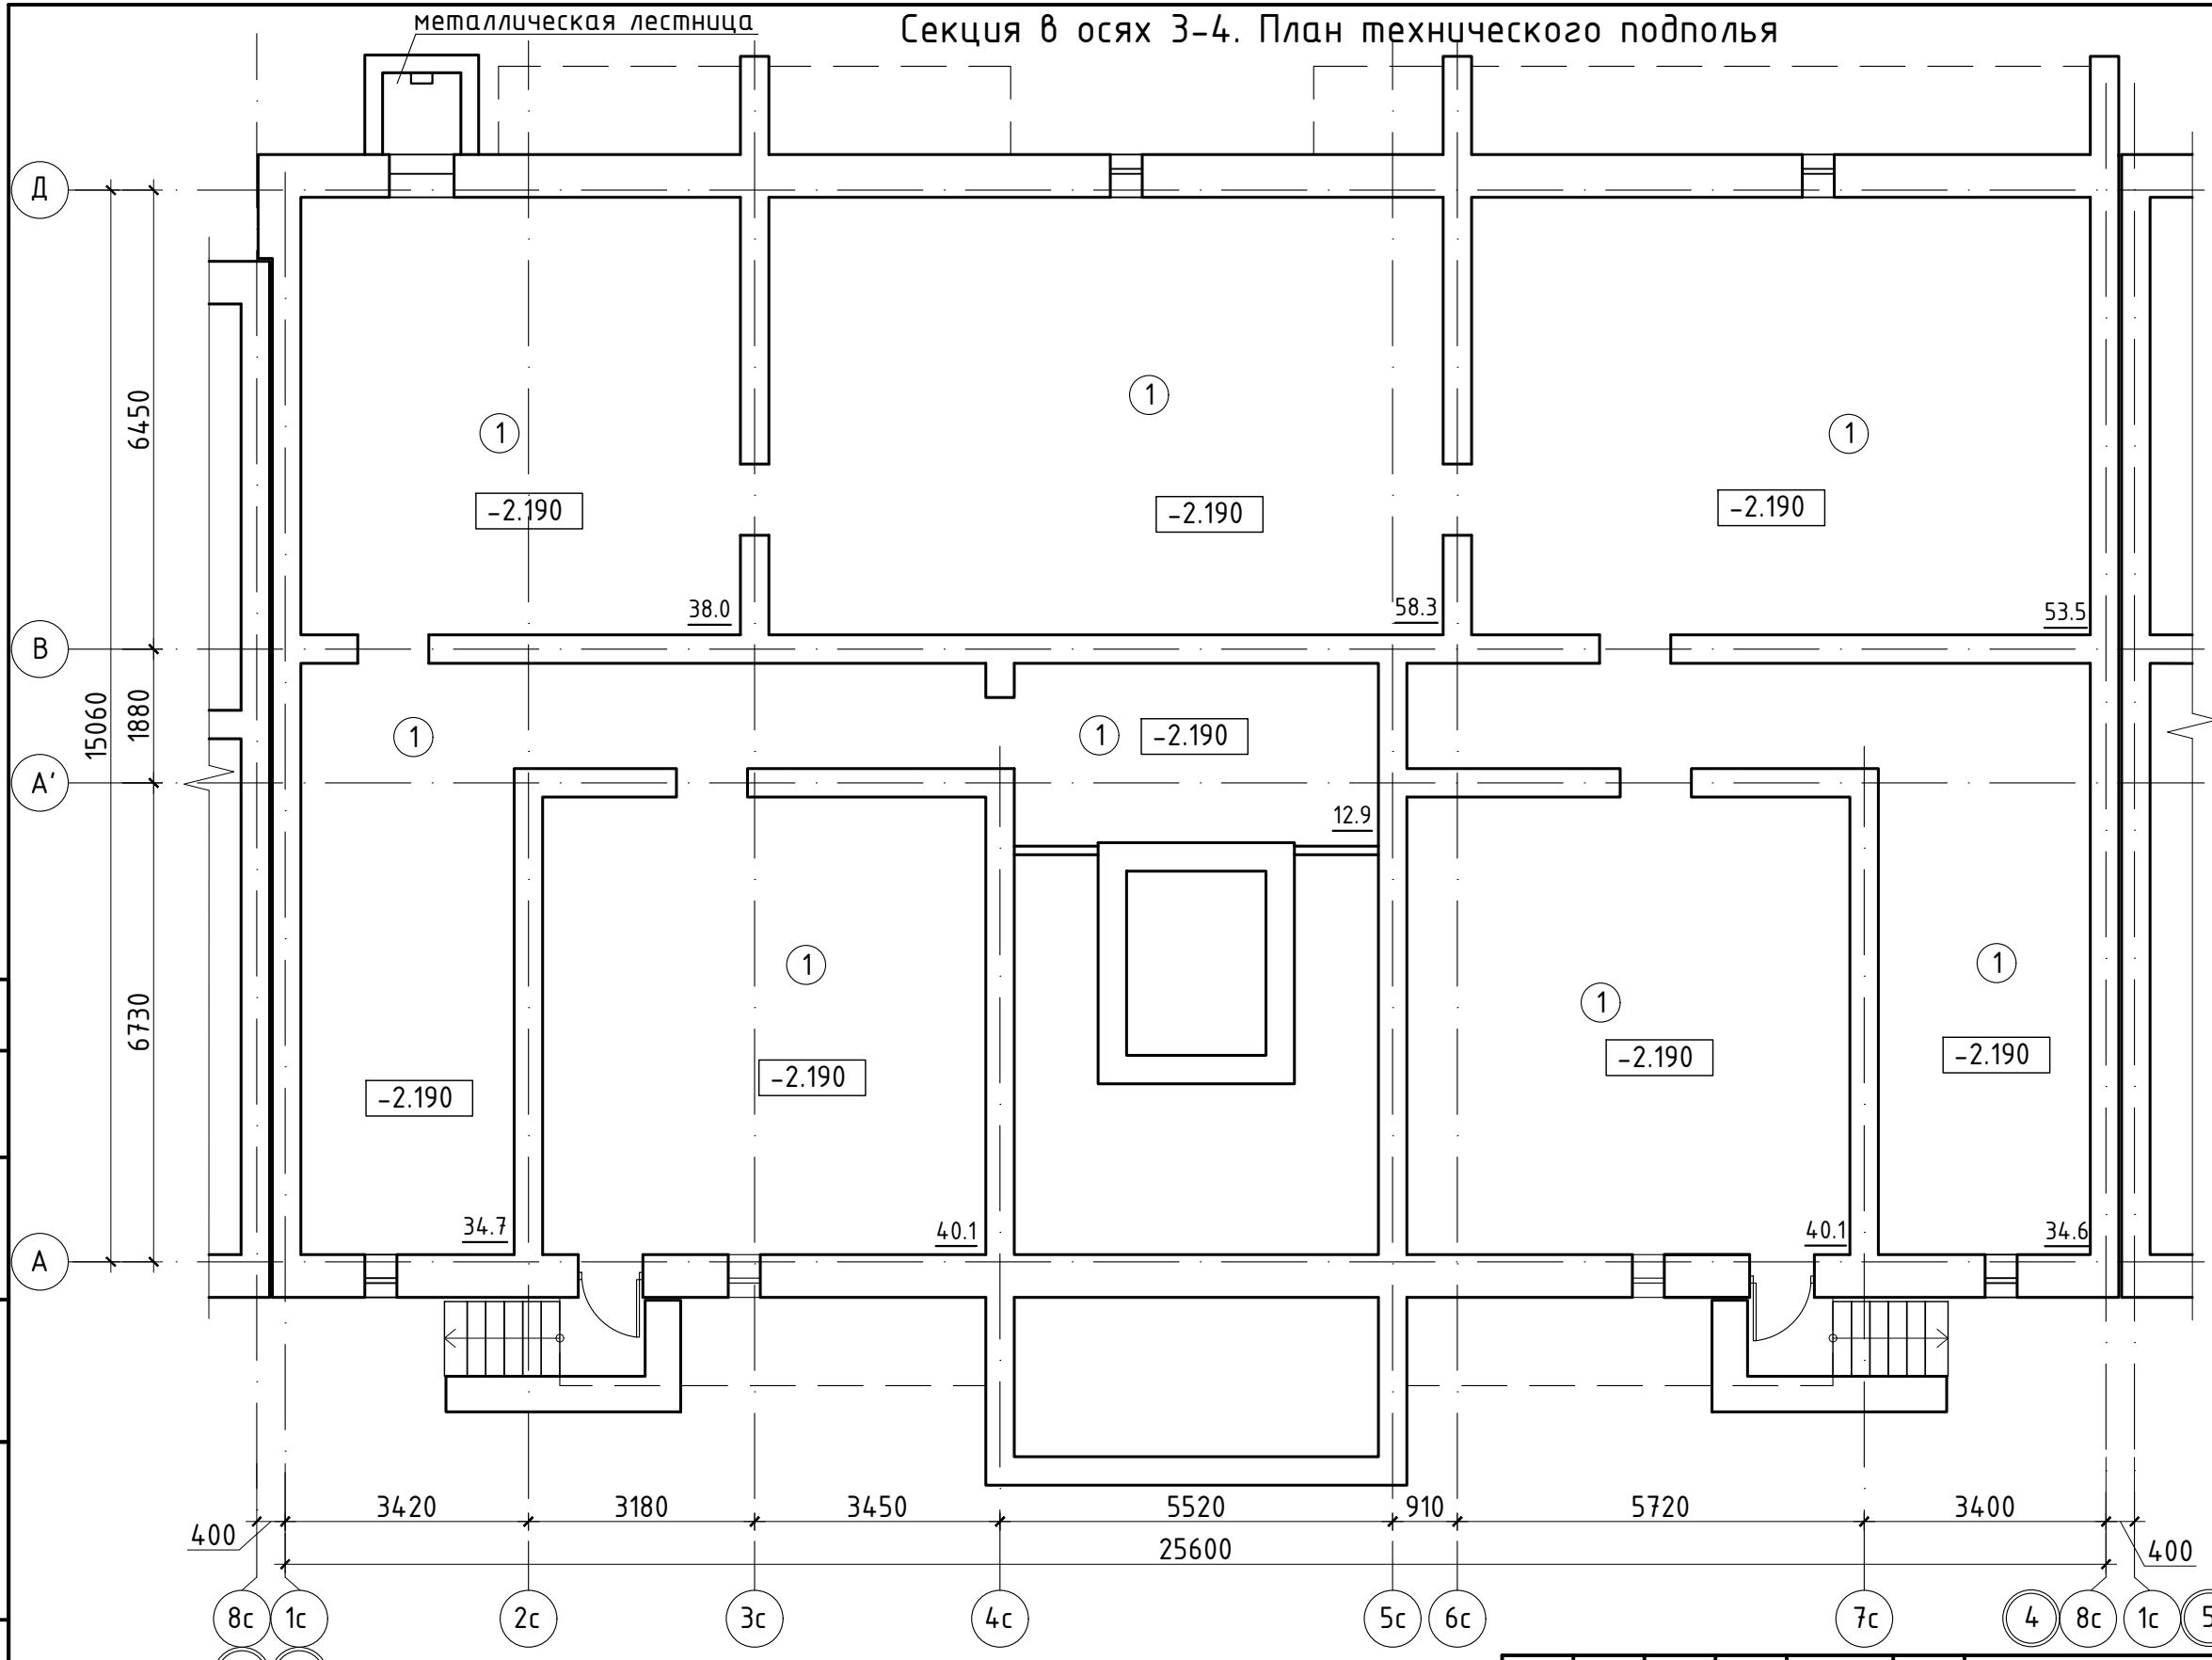 металлическая лестница
Секция в осях 3-4. План технического подполья
Д
6450
1
1
1
-2.190
-2.190
-2.190
38.0
58.3
53.5
В
15060
1880
1
1
-2.190
А'
12.9
6730
1
1
1
1
-2.190
-2.190
-2.190
-2.190
34.7
40.1
40.1
34.6
А
400
3420
3180
3450
5520
910
5720
3400
25600
400
8с
1с
2с
3с
4с
5с
6с
7с
4
8с
1с
5